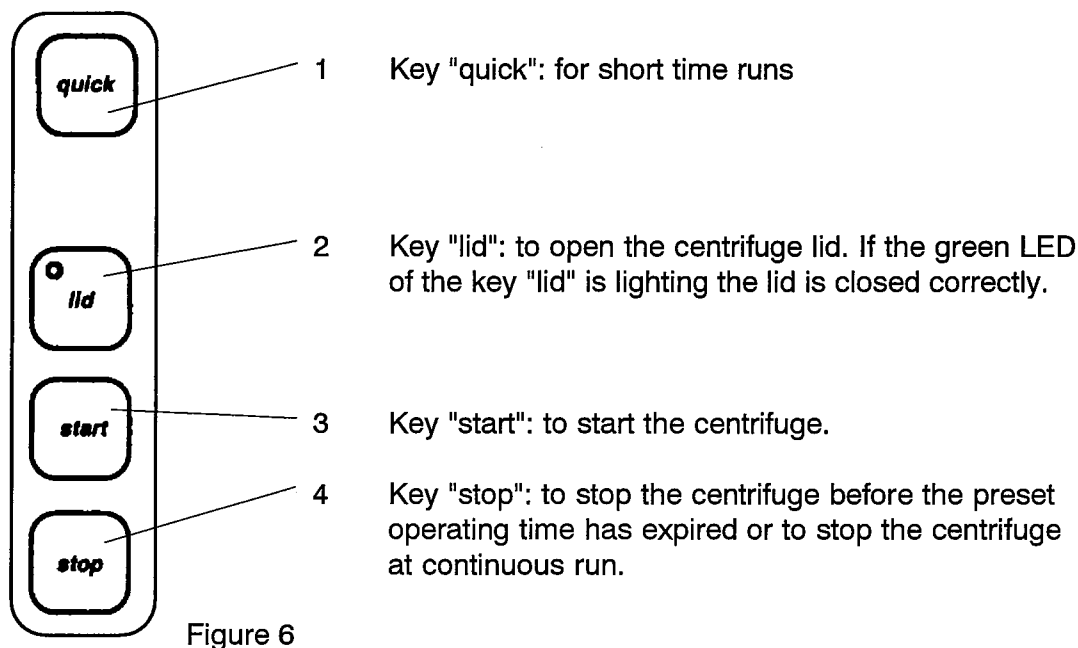 quick
1 Key "quick": for short time runs
2 Key "lid": to open the centrifuge lid. If the green LED
of the key "lid" is lighting the lid is closed correctly.
lid
start
3 Key "start": to start the centrifuge.
4 Key "stop": to stop the centrifuge before the preset
operating time has expired or to stop the centrifuge
at continuous run.
stop
Figure 6